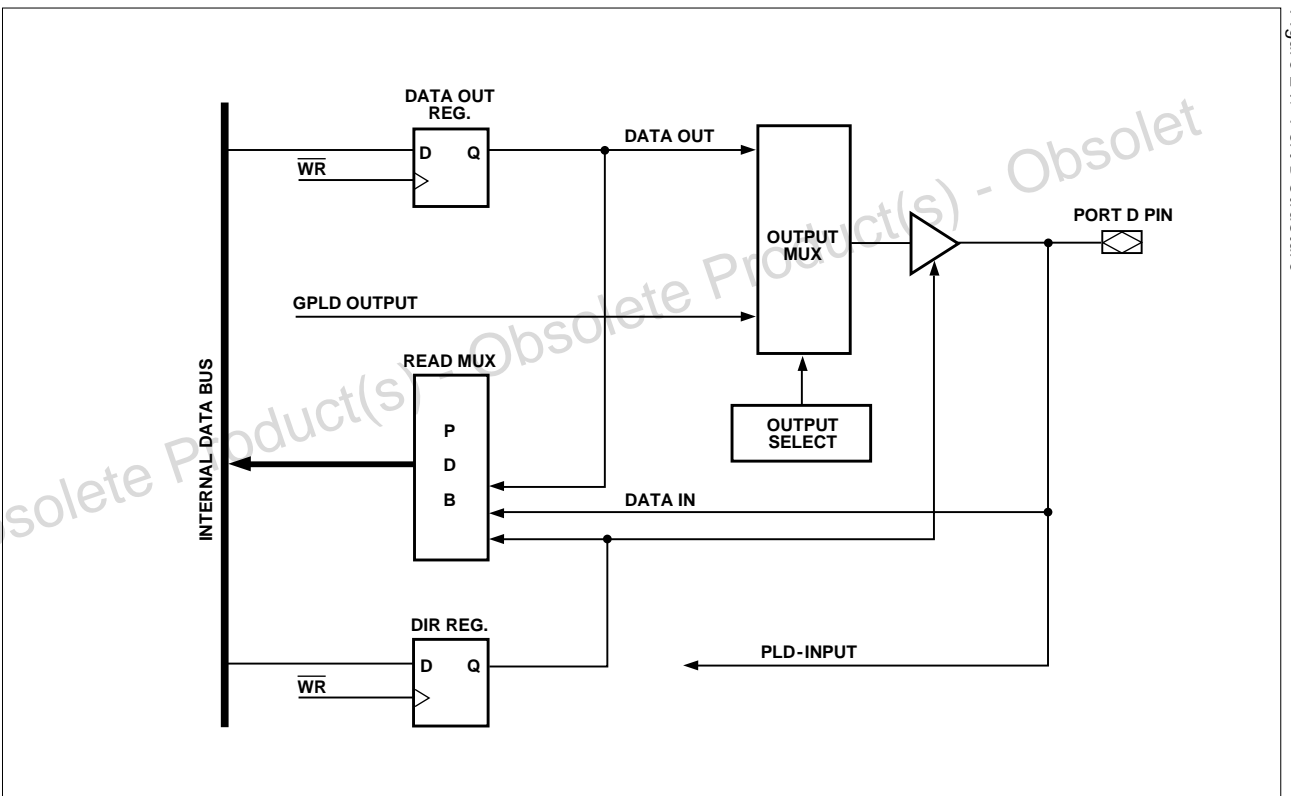 DATA OUT
REG.
D Q
WR
DATA OUT
OUTPUT
MUX
PORT D PIN
GPLD OUTPUT
READ MUX
P
D
B
OUTPUT
SELECT
DATA IN
INTERNAL DATA BUS
DIR REG.
D Q
WR
PLD-INPUT
Obsolete Product(s) - Obsolete Product(s) - Obsolet